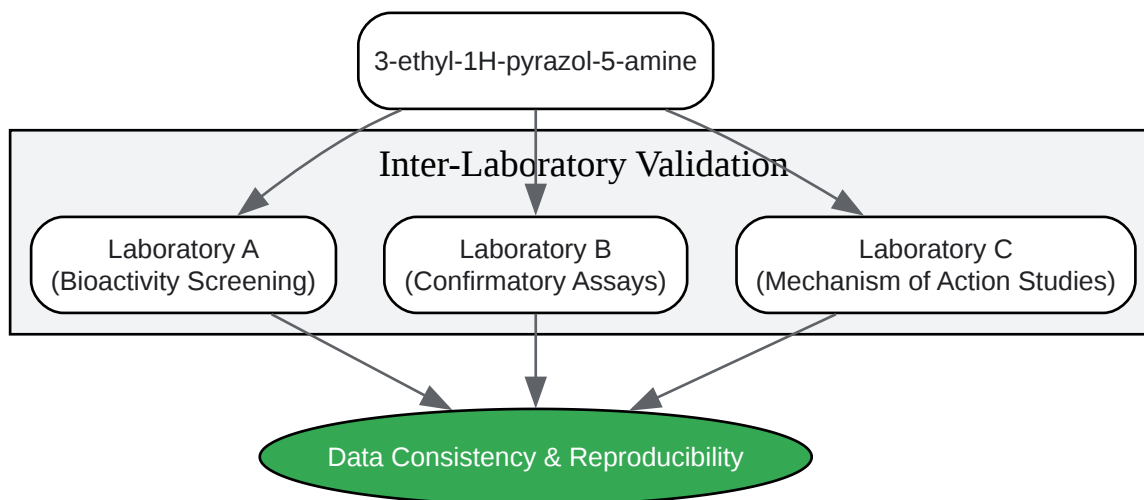 3-ethyl-1H-pyrazol-5-amine
Inter-Laboratory Validation
Laboratory A
(Bioactivity Screening)
Laboratory B
(Confirmatory Assays)
Laboratory C
(Mechanism of Action Studies)
Data Consistency & Reproducibility